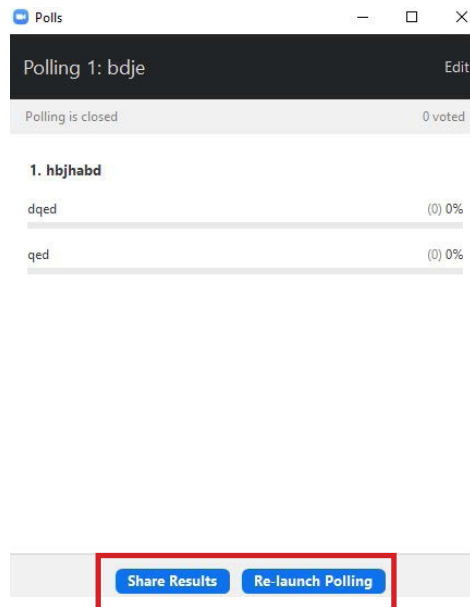 Polls
Polling 1: bdje Edit
Polling is closed 0 voted
1. hbjhabd
dqed (0) 0%
qed (0) 0%
Share Results Re-launch Polling